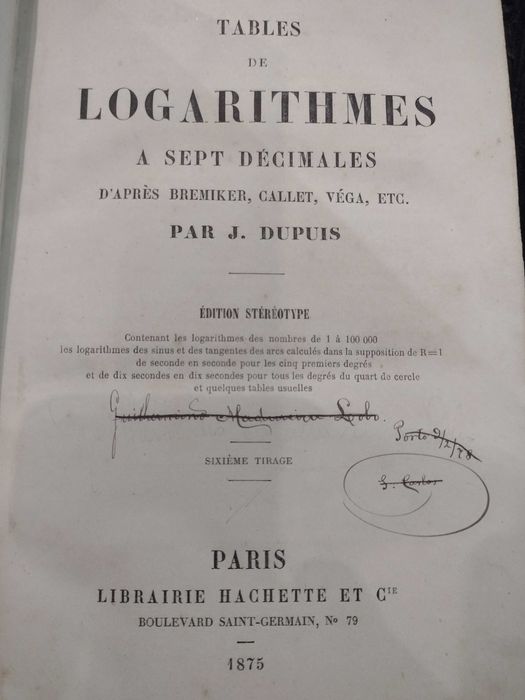 TABLES
DE
LOGARITHMES
A SEPT DÉCIMALES
D'APRÈS BREMIKER, CALLET, VÉGA, ETC.
PAR J. DUPUIS
ÉDITION STÉRÉOTYPE
Contenant les logarithmes des nombres de 1 à 100 000
les logarithmes des sinus et des tangentes des arcs calculés dans la supposition de R=1
de seconde en seconde pour les cinq premiers degrés
et de dix secondes en dix secondes pour tous les degrés du quart de cercle
et quelques tables usuelles
Lobo.
Porto
SIXIÈME TIRAGE
PARIS
LIBRAIRIE HACHETTE ET CIE
BOULEVARD SAINT-GERMAIN, No 79
1875